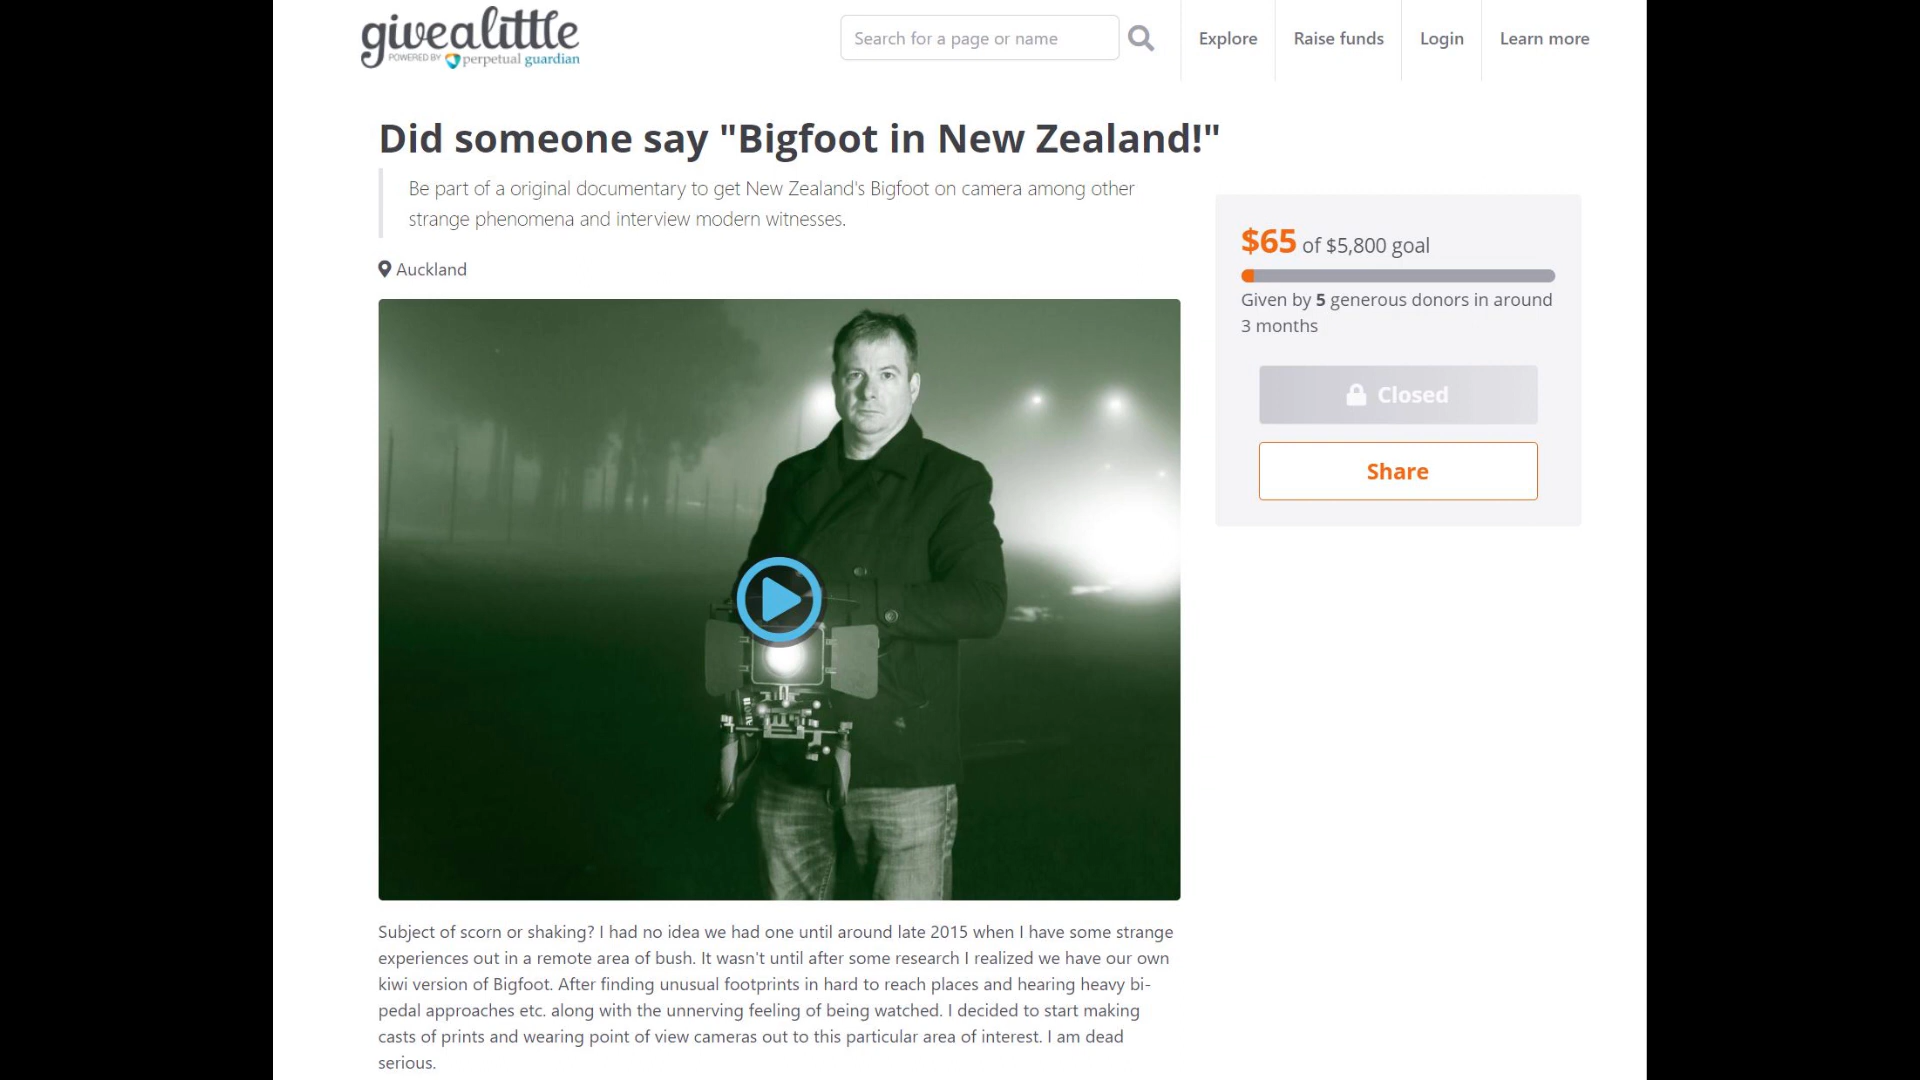 givealittle
POWERED BY perpetual guardian
Search for a page or name
Explore
Raise funds
Login
Learn more
Did someone say "Bigfoot in New Zealand!"
Be part of a original documentary to get New Zealand's Bigfoot on camera among other
strange phenomena and interview modern witnesses.
Auckland
$65 of $5,800 goal
Given by 5 generous donors in around
3 months
Closed
Share
Subject of scorn or shaking? I had no idea we had one until around late 2015 when I have some strange
experiences out in a remote area of bush. It wasn't until after some research I realized we have our own
kiwi version of Bigfoot. After finding unusual footprints in hard to reach places and hearing heavy bi-
pedal approaches etc. along with the unnerving feeling of being watched. I decided to start making
casts of prints and wearing point of view cameras out to this particular area of interest. I am dead
serious.